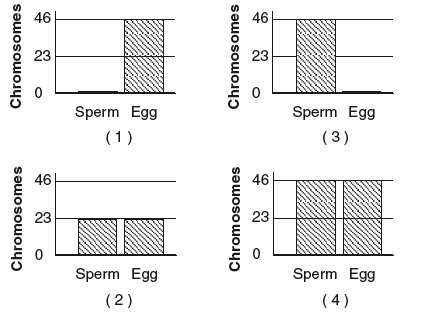 Chromosomes
46
23
0
Sperm Egg
( 1 )
Chromosomes
46
23
0
Sperm Egg
( 3 )
Chromosomes
46
23
0
Sperm Egg
( 2 )
Chromosomes
46
23
0
Sperm Egg
( 4 )